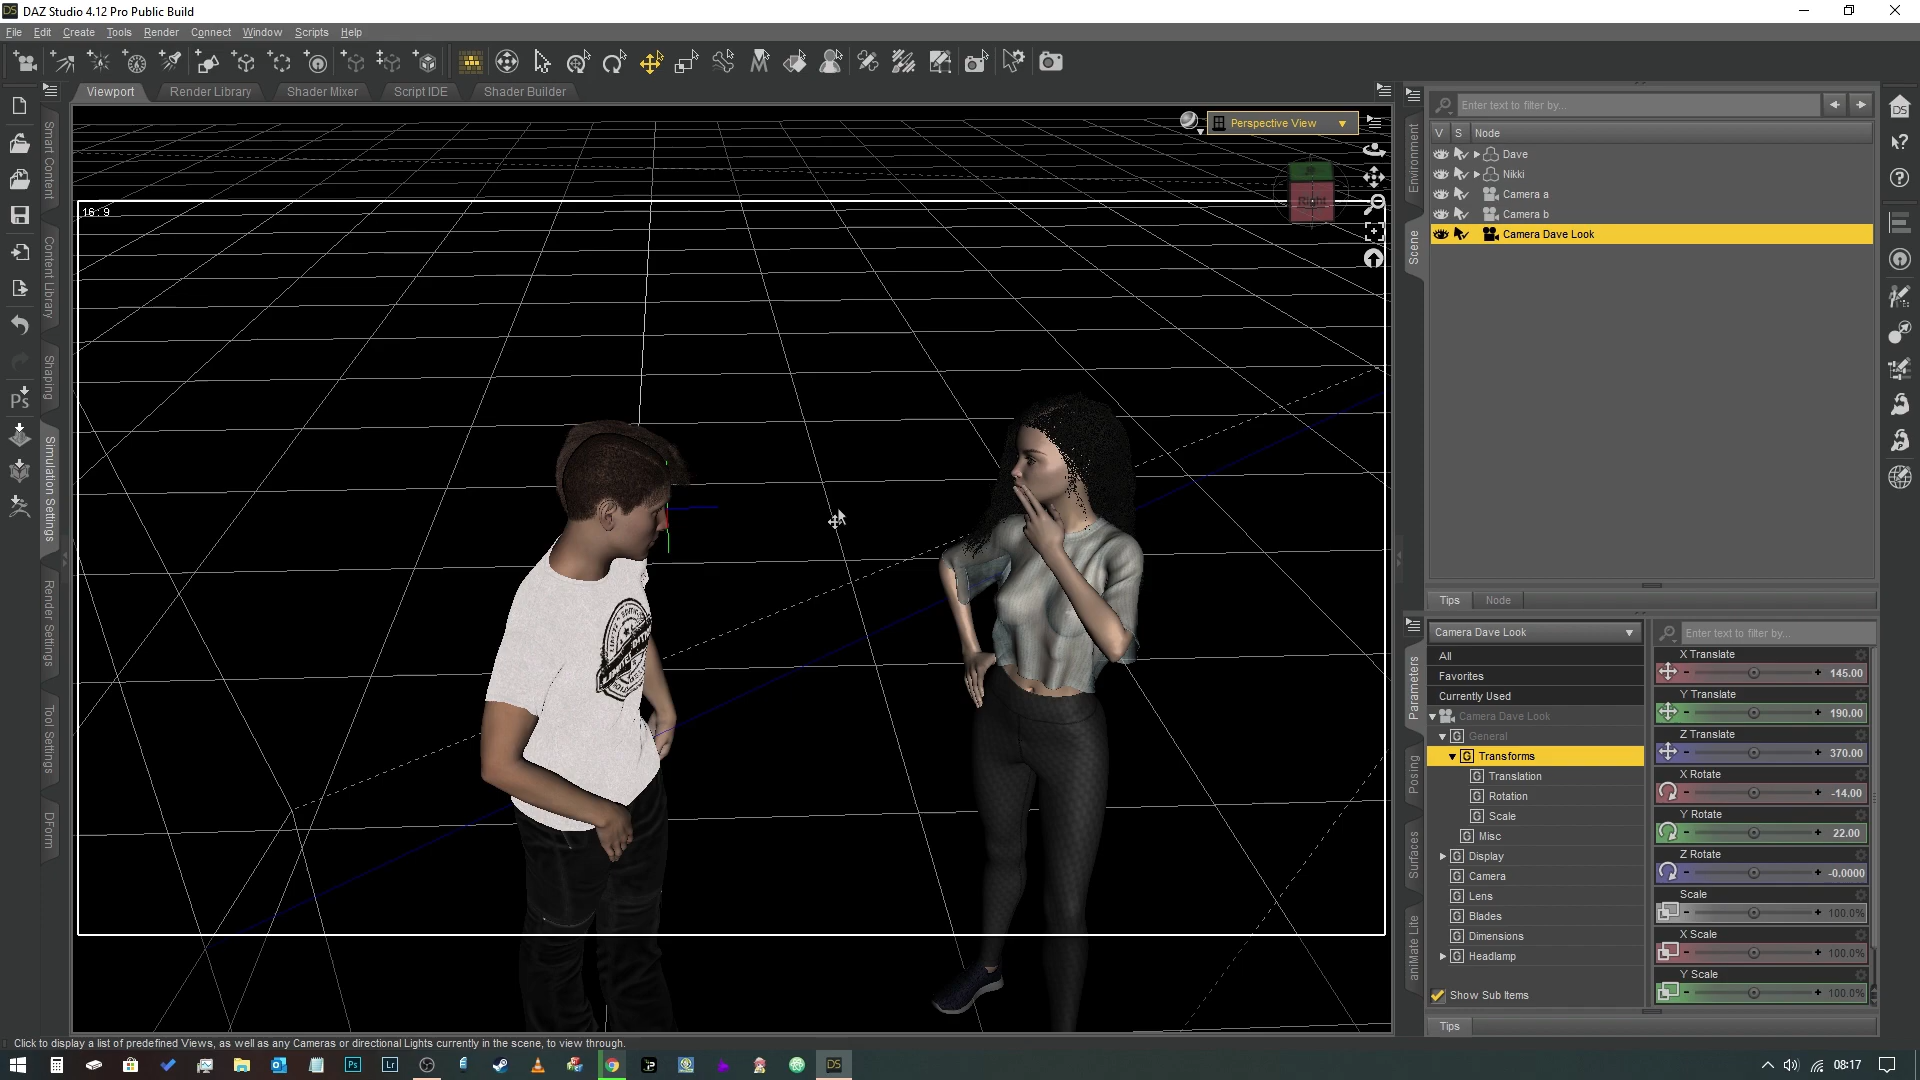 DAZ Studio 4.12 Pro Public Build
File Edit Create Tools Render Connect Window Scripts Help
Viewport Render Library Shader Mixer Script IDE Shader Builder
Perspective View
16 : 9
Right
Smart Content
Content Library
Shaping
Simulation Settings
Render Settings
Tool Settings
DForm
Ps
Environment
Scene
Enter text to filter by...
V S Node
Dave
Nikki
Camera a
Camera b
Camera Dave Look
Tips Node
Parameters
Posing
Surfaces
aniMate Lite
Camera Dave Look
Enter text to filter by...
All
Favorites
Currently Used
Camera Dave Look
General
Transforms
Translation
Rotation
Scale
Misc
Display
Camera
Lens
Blades
Dimensions
Headlamp
Show Sub Items
X Translate
145.00
Y Translate
190.00
Z Translate
370.00
X Rotate
-14.00
Y Rotate
22.00
Z Rotate
-0.0000
Scale
100.0%
X Scale
100.0%
Y Scale
100.0%
Tips
Click to display a list of predefined Views, as well as any Cameras or directional Lights currently in the scene, to view through.
Ps Lr DS 08:17